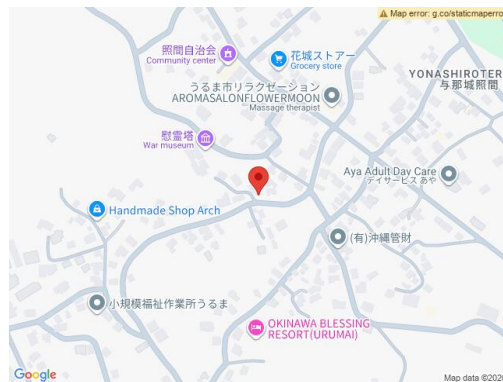 Map error: g.co/staticmaperro
照間自治会
Community center
花城ストアー
Grocery store
うるま市リラクゼーション
AROMASALONFLOWERMOON
Massage therapist
YONASHIROTER
与那城照間
慰霊塔
War museum
Aya Adult Day Care
デイサービス あや
Handmade Shop Arch
(有)沖縄管財
小規模福祉作業所うるま
OKINAWA BLESSING
RESORT(URUMAI)
Google
Map data ©202